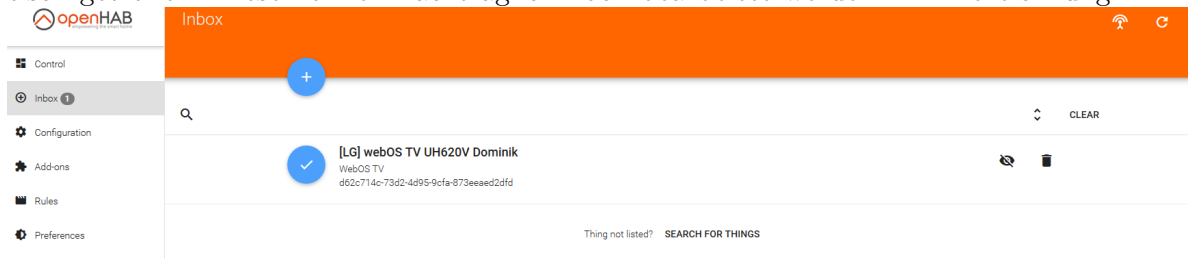 openHAB
empowering the smart home
Inbox
Control
Inbox 1
Configuration
Add-ons
Rules
Preferences
CLEAR
[LG] webOS TV UH620V Dominik
WebOS TV
d62c714c-73d2-4d95-9cfa-873eeaed2dfd
Thing not listed? SEARCH FOR THINGS